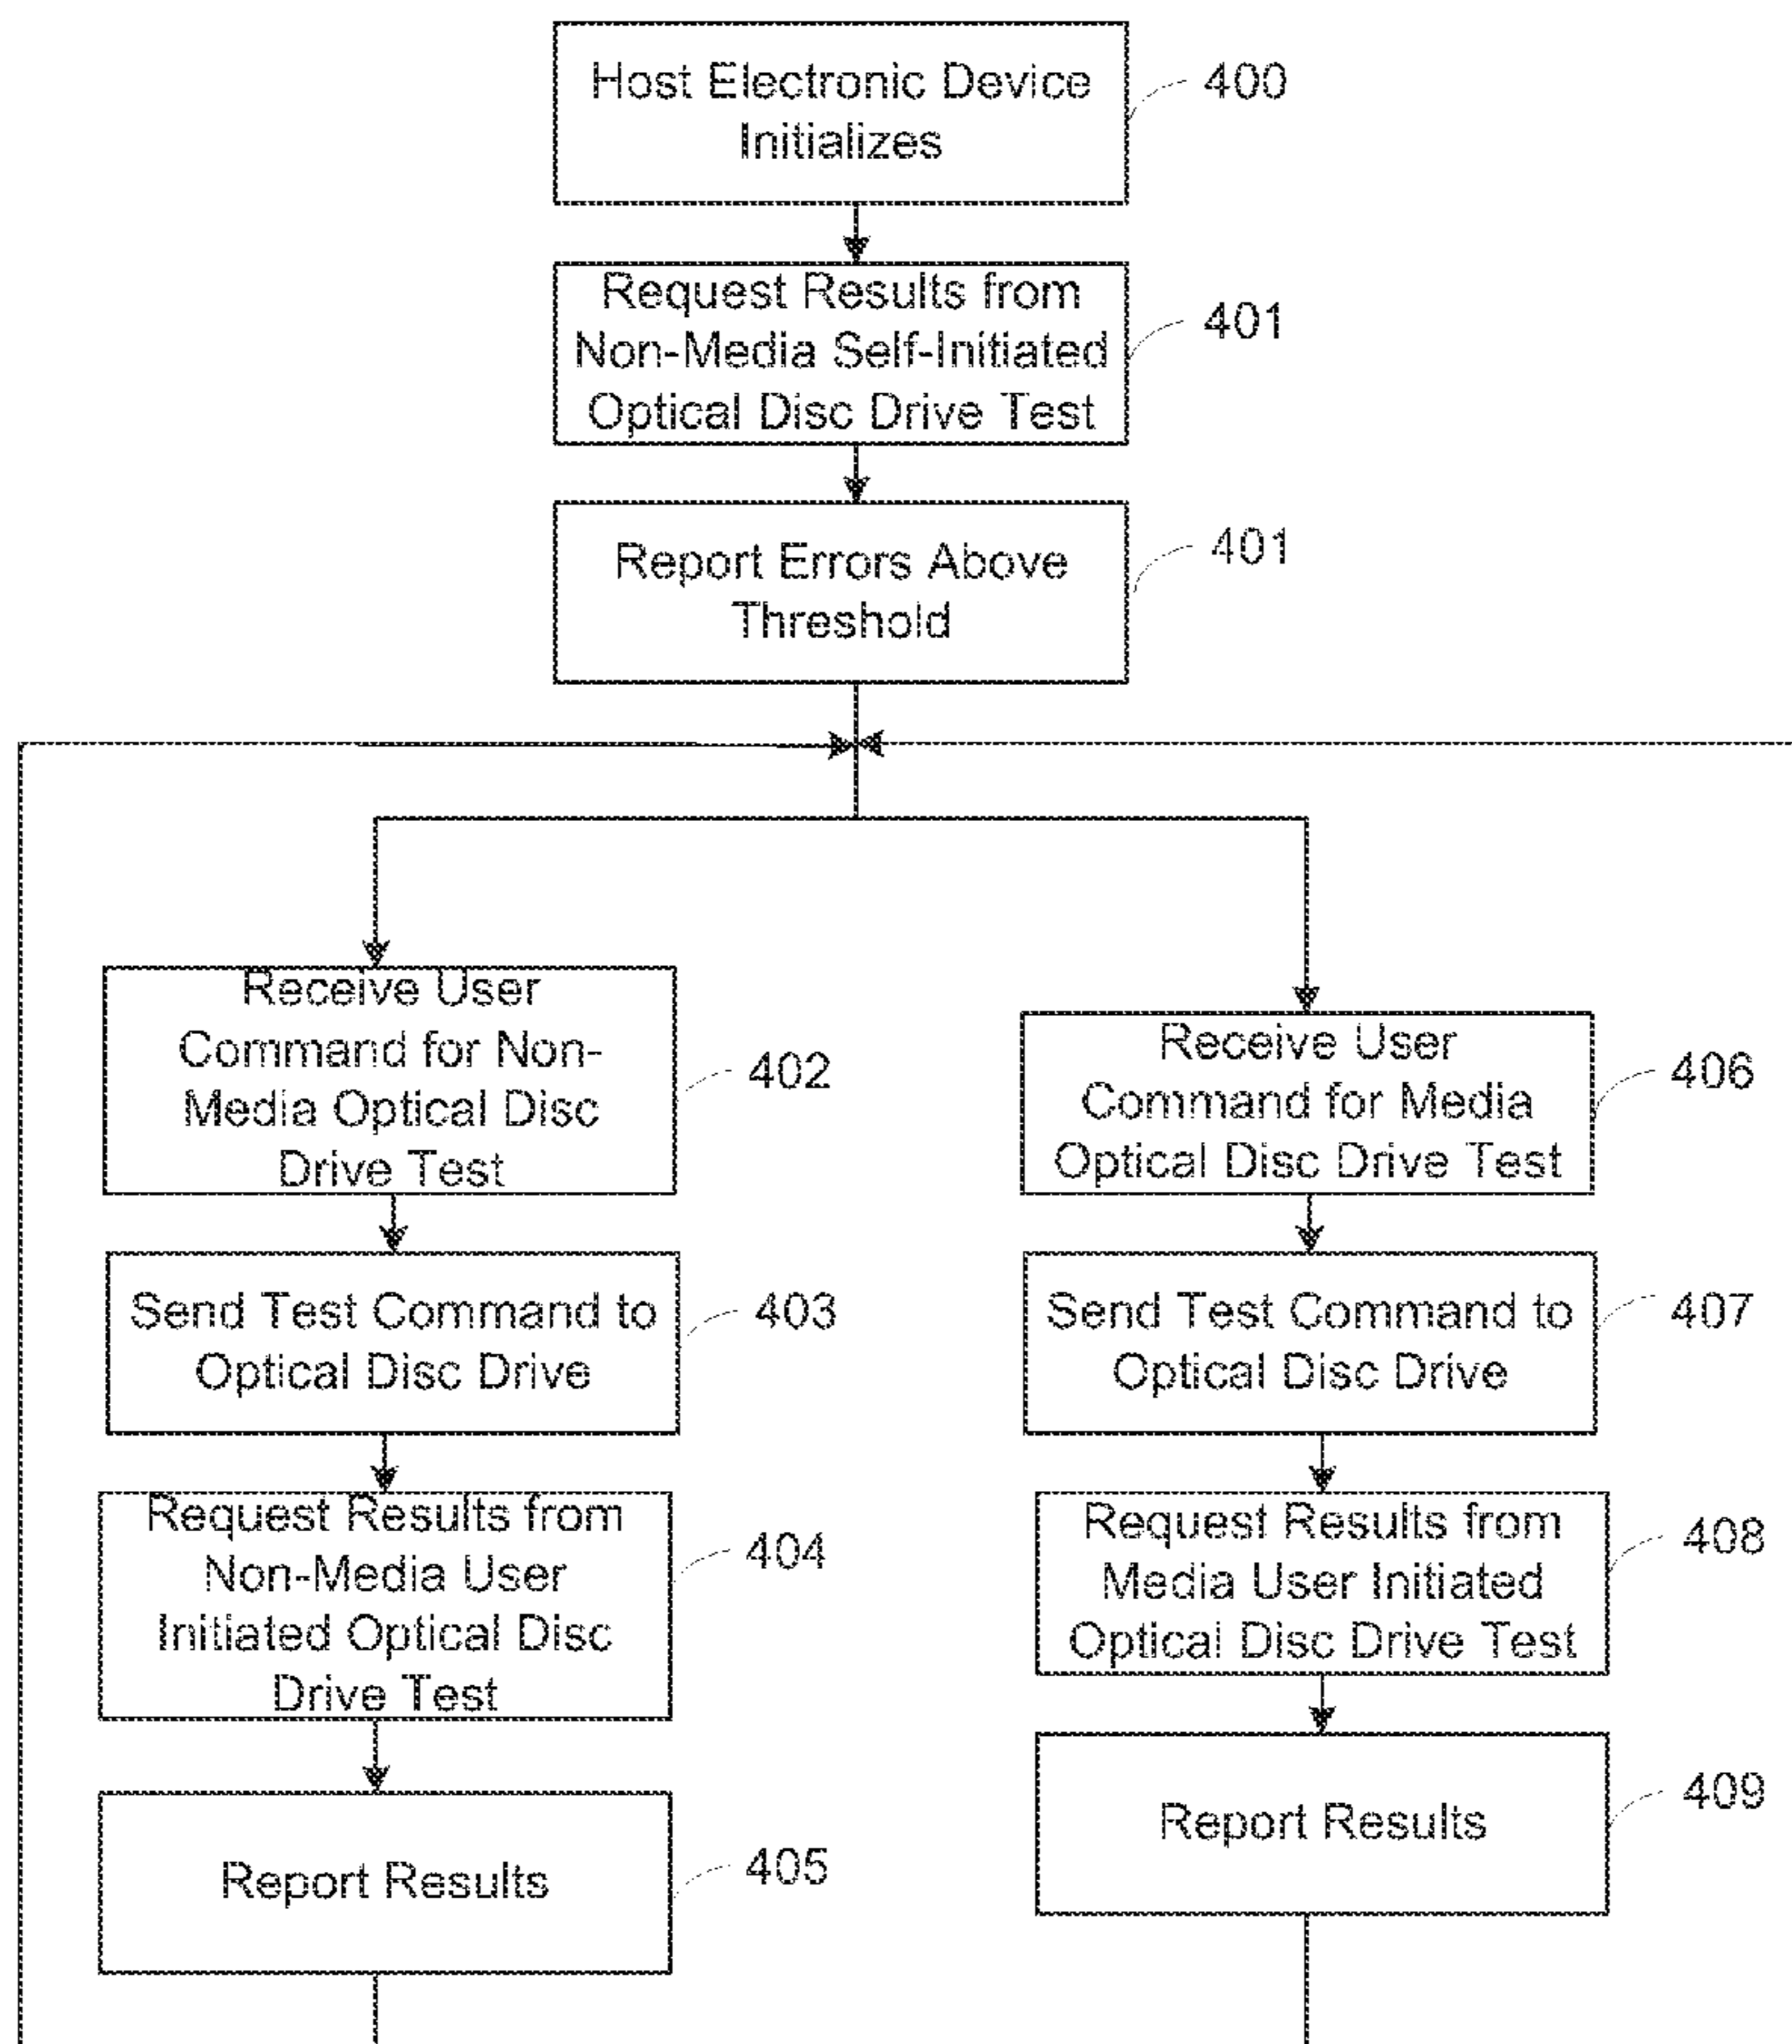 Host Electronic Device
Initializes
400
Request Results from
Non-Media Self-Initiated
Optical Disc Drive Test
401
Report Errors Above
Threshold
401
Receive User
Command for Non-
Media Optical Disc
Drive Test
402
Send Test Command to
Optical Disc Drive
403
Request Results from
Non-Media User
Initiated Optical Disc
Drive Test
404
Report Results
405
Receive User
Command for Media
Optical Disc Drive Test
406
Send Test Command to
Optical Disc Drive
407
Request Results from
Media User Initiated
Optical Disc Drive Test
408
Report Results
409